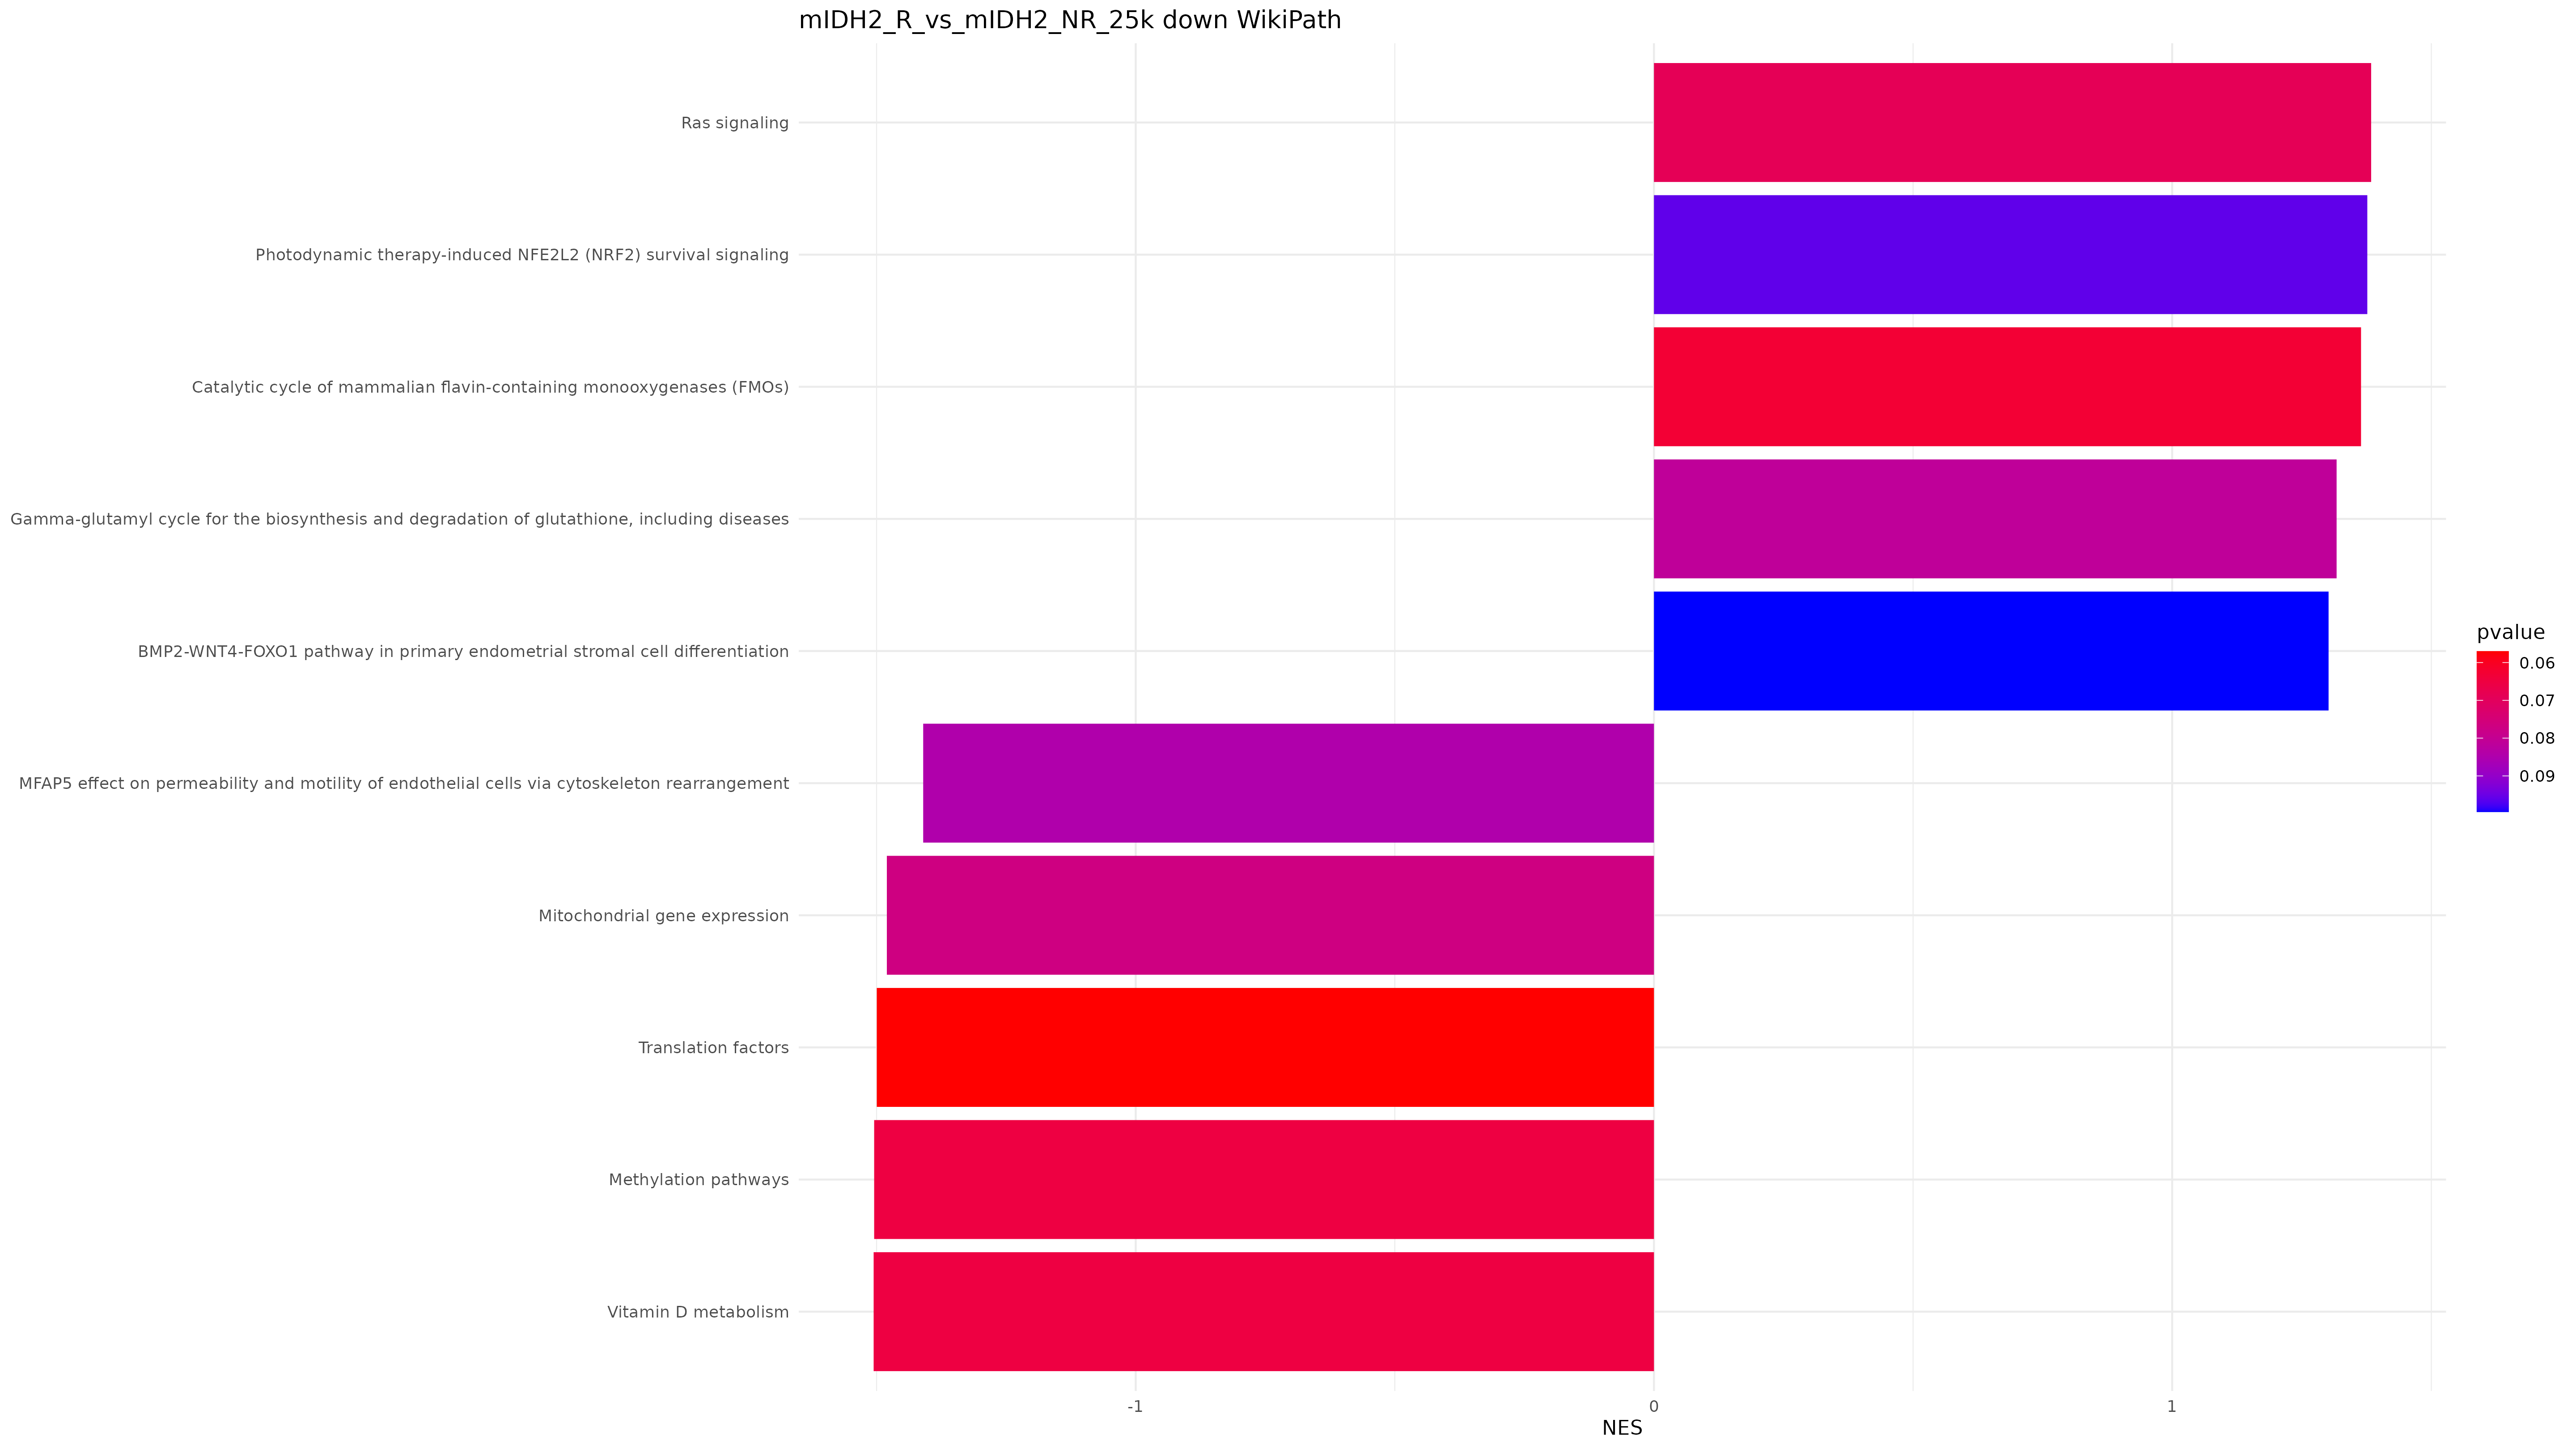 mIDH2_R_vs_mIDH2_NR_25k down WikiPath
Ras signaling
Photodynamic therapy-induced NFE2L2 (NRF2) survival signaling
Catalytic cycle of mammalian flavin-containing monooxygenases (FMOs)
Gamma-glutamyl cycle for the biosynthesis and degradation of glutathione, including diseases
BMP2-WNT4-FOXO1 pathway in primary endometrial stromal cell differentiation
MFAP5 effect on permeability and motility of endothelial cells via cytoskeleton rearrangement
Mitochondrial gene expression
Translation factors
Methylation pathways
Vitamin D metabolism
-1 0 1
NES
pvalue
0.06
0.07
0.08
0.09